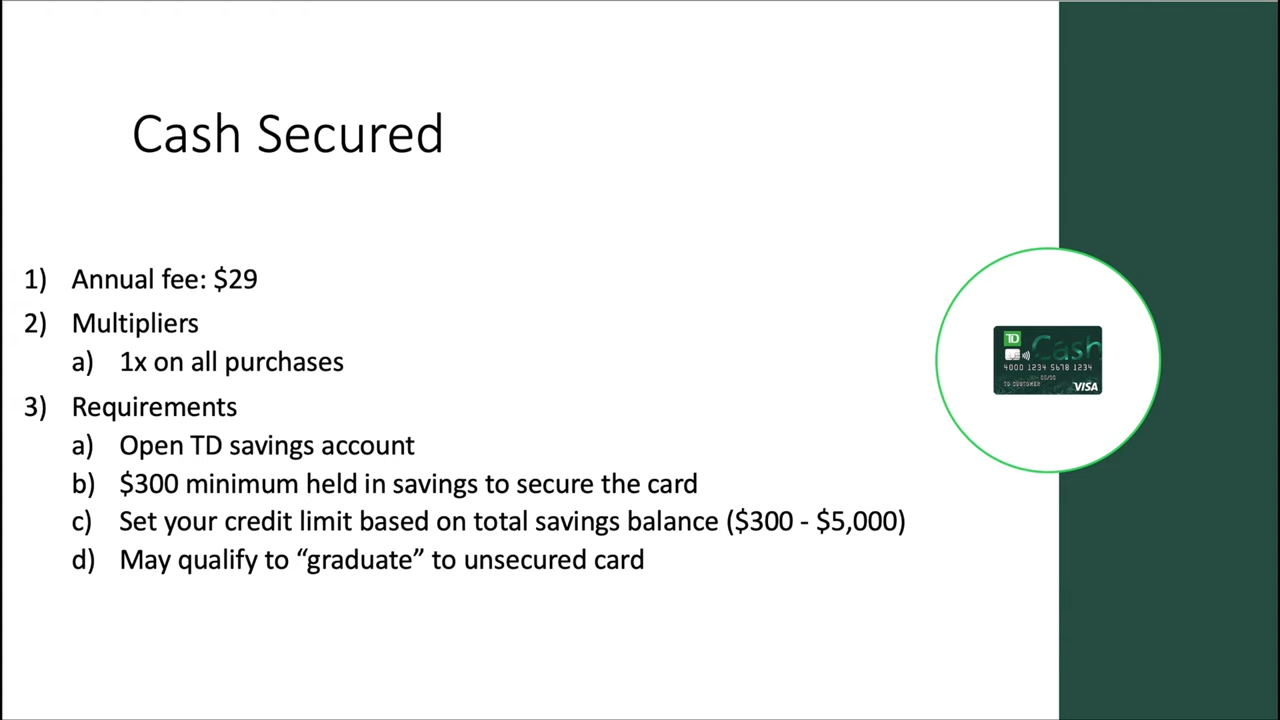 Cash Secured
1) Annual fee: $29
2) Multipliers
a) 1x on all purchases
3) Requirements
a) Open TD savings account
b) $300 minimum held in savings to secure the card
c) Set your credit limit based on total savings balance ($300 - $5,000)
d) May qualify to “graduate” to unsecured card
TD
Cash
4000 1234 5678 1234
00/00
TD CUSTOMER
VISA